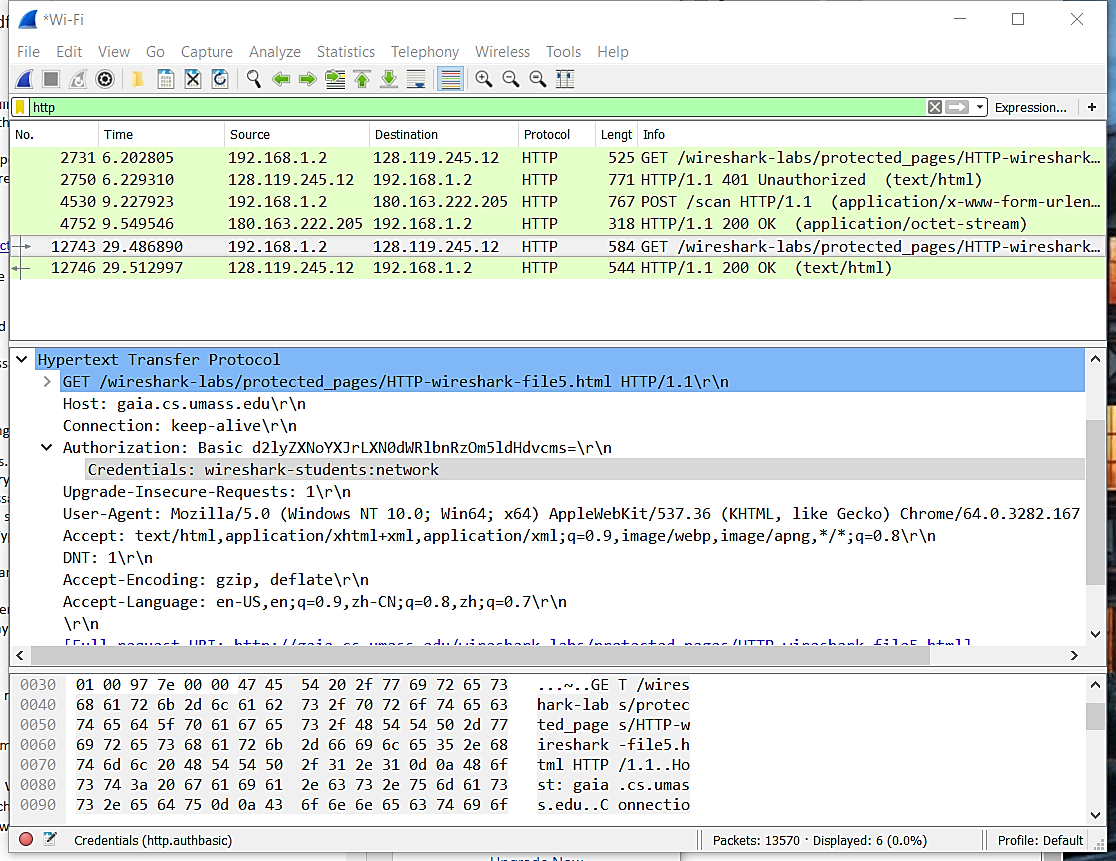 *Wi-Fi
File Edit View Go Capture Analyze Statistics Telephony Wireless Tools Help
http Expression... +
No. Time Source Destination Protocol Lengt Info
2731 6.202805 192.168.1.2 128.119.245.12 HTTP 525 GET /wireshark-labs/protected_pages/HTTP-wireshark…
2750 6.229310 128.119.245.12 192.168.1.2 HTTP 771 HTTP/1.1 401 Unauthorized (text/html)
4530 9.227923 192.168.1.2 180.163.222.205 HTTP 767 POST /scan HTTP/1.1 (application/x-www-form-urlen…
4752 9.549546 180.163.222.205 192.168.1.2 HTTP 318 HTTP/1.1 200 OK (application/octet-stream)
12743 29.486890 192.168.1.2 128.119.245.12 HTTP 584 GET /wireshark-labs/protected_pages/HTTP-wireshark…
12746 29.512997 128.119.245.12 192.168.1.2 HTTP 544 HTTP/1.1 200 OK (text/html)
Hypertext Transfer Protocol
GET /wireshark-labs/protected_pages/HTTP-wireshark-file5.html HTTP/1.1\r\n
Host: gaia.cs.umass.edu\r\n
Connection: keep-alive\r\n
Authorization: Basic d2lyZXNoYXJrLXN0dWRlbnRzOm5ldHdvcms=\r\n
Credentials: wireshark-students:network
Upgrade-Insecure-Requests: 1\r\n
User-Agent: Mozilla/5.0 (Windows NT 10.0; Win64; x64) AppleWebKit/537.36 (KHTML, like Gecko) Chrome/64.0.3282.167
Accept: text/html,application/xhtml+xml,application/xml;q=0.9,image/webp,image/apng,*/*;q=0.8\r\n
DNT: 1\r\n
Accept-Encoding: gzip, deflate\r\n
Accept-Language: en-US,en;q=0.9,zh-CN;q=0.8,zh;q=0.7\r\n
\r\n
[Full request URI: http://gaia.cs.umass.edu/wireshark-labs/protected_pages/HTTP-wireshark-file5.html]
0030 01 00 97 7e 00 00 47 45 54 20 2f 77 69 72 65 73 ...~..GE T /wires
0040 68 61 72 6b 2d 6c 61 62 73 2f 70 72 6f 74 65 63 hark-lab s/protec
0050 74 65 64 5f 70 61 67 65 73 2f 48 54 54 50 2d 77 ted_page s/HTTP-w
0060 69 72 65 73 68 61 72 6b 2d 66 69 6c 65 35 2e 68 ireshark -file5.h
0070 74 6d 6c 20 48 54 54 50 2f 31 2e 31 0d 0a 48 6f tml HTTP /1.1..Ho
0080 73 74 3a 20 67 61 69 61 2e 63 73 2e 75 6d 61 73 st: gaia .cs.umas
0090 73 2e 65 64 75 0d 0a 43 6f 6e 6e 65 63 74 69 6f s.edu..C onnectio
Credentials (http.authbasic) Packets: 13570 · Displayed: 6 (0.0%) Profile: Default